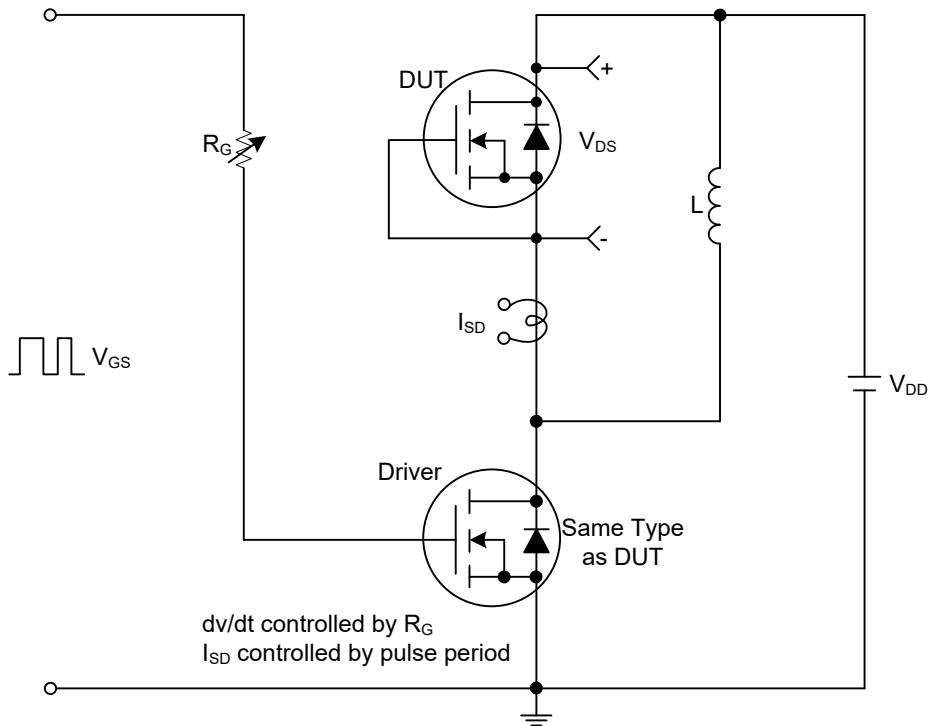 DUT
+
R_G
V_DS
L
-
I_SD
V_GS
V_DD
Driver
Same Type
as DUT
dv/dt controlled by R_G
I_SD controlled by pulse period